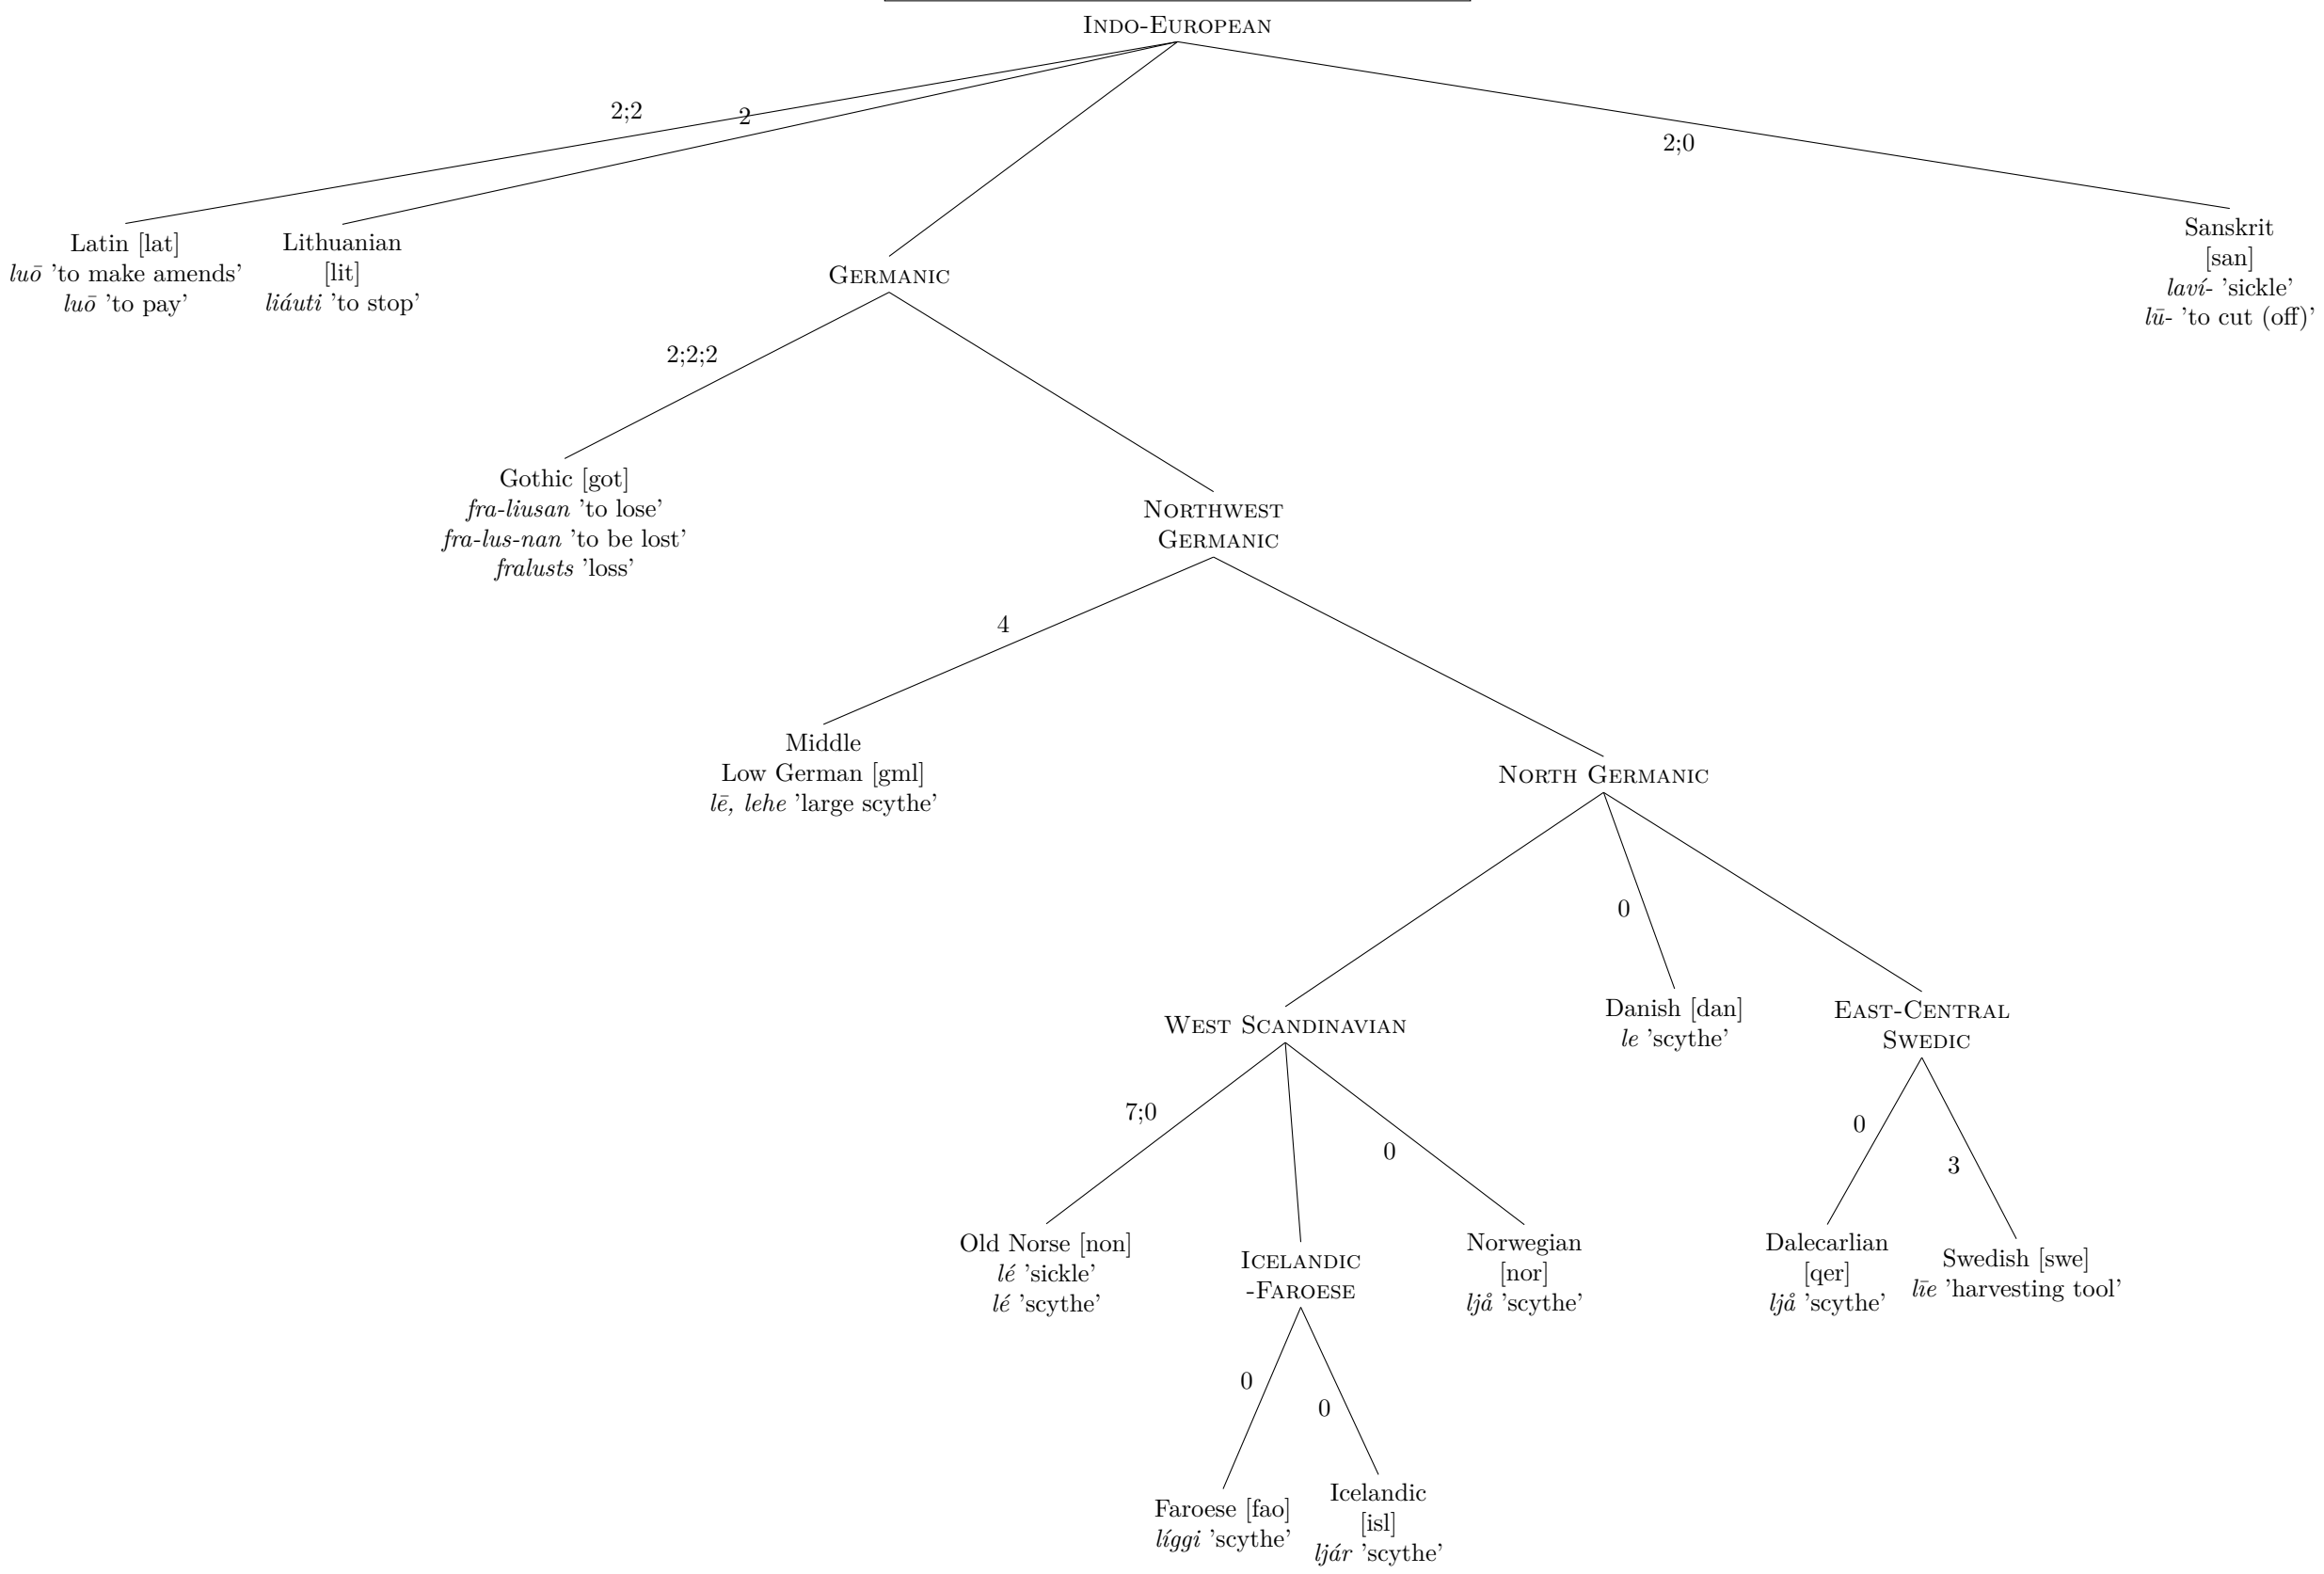 INDO-EUROPEAN
2;2
2
2;0
Latin [lat]
luō 'to make amends'
luō 'to pay'
Lithuanian
[lit]
liáuti 'to stop'
GERMANIC
Sanskrit
[san]
laví- 'sickle'
lū- 'to cut (off)'
2;2;2
Gothic [got]
fra-liusan 'to lose'
fra-lus-nan 'to be lost'
fralusts 'loss'
NORTHWEST
GERMANIC
4
Middle
Low German [gml]
lē, lehe 'large scythe'
NORTH GERMANIC
0
WEST SCANDINAVIAN
Danish [dan]
le 'scythe'
EAST-CENTRAL
SWEDIC
7;0
0
0
3
Old Norse [non]
lé 'sickle'
lé 'scythe'
ICELANDIC
-FAROESE
Norwegian
[nor]
ljå 'scythe'
Dalecarlian
[qer]
ljå 'scythe'
Swedish [swe]
līe 'harvesting tool'
0
0
Faroese [fao]
líggi 'scythe'
Icelandic
[isl]
ljár 'scythe'